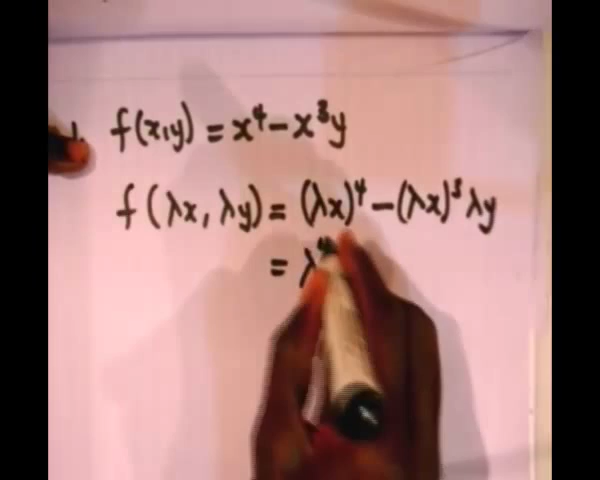 f(x,y) = x⁴ - x³y
f(λx, λy) = (λx)⁴ - (λx)³ λy
= λ⁴